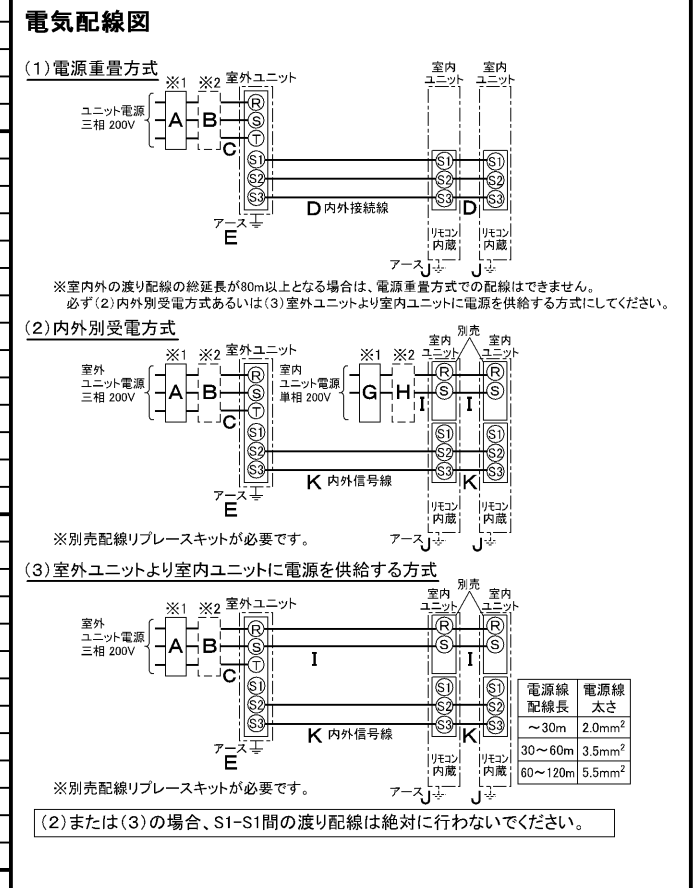 電気配線図
(1)電源重畳方式
※1 ※2 室外ユニット
室内
ユニット
室内
ユニット
ユニット電源
三相 200V
A
B
C
R
S
T
S1
S2
S3
S1
S2
S3
S1
S2
S3
D 内外接続線
D
アース
E
リモコン
内蔵
リモコン
内蔵
アース J
J
※室内外の渡り配線の総延長が80m以上となる場合は、電源重畳方式での配線はできません。
必ず(2)内外別受電方式あるいは(3)室外ユニットより室内ユニットに電源を供給する方式にしてください。
(2)内外別受電方式
別売
※1 ※2 室外ユニット
※1 ※2
室内
ユニット
室内
ユニット
室外
ユニット電源
三相 200V
A
B
C
R
S
T
S1
S2
S3
室内
ユニット電源
単相 200V
G
H
I
I
R
S
S1
S2
S3
R
S
S1
S2
S3
K 内外信号線
K
アース
E
リモコン
内蔵
リモコン
内蔵
アース J
J
※別売配線リプレースキットが必要です。
(3)室外ユニットより室内ユニットに電源を供給する方式
別売
※1 ※2 室外ユニット
室内
ユニット
室内
ユニット
室外
ユニット電源
三相 200V
A
B
C
R
S
T
S1
S2
S3
I
I
R
S
S1
S2
S3
R
S
S1
S2
S3
K 内外信号線
K
アース
E
リモコン
内蔵
リモコン
内蔵
アース J
J
電源線配線長 電源線太さ
～30m 2.0mm²
30～60m 3.5mm²
60～120m 5.5mm²
※別売配線リプレースキットが必要です。
(2)または(3)の場合、S1-S1間の渡り配線は絶対に行わないでください。